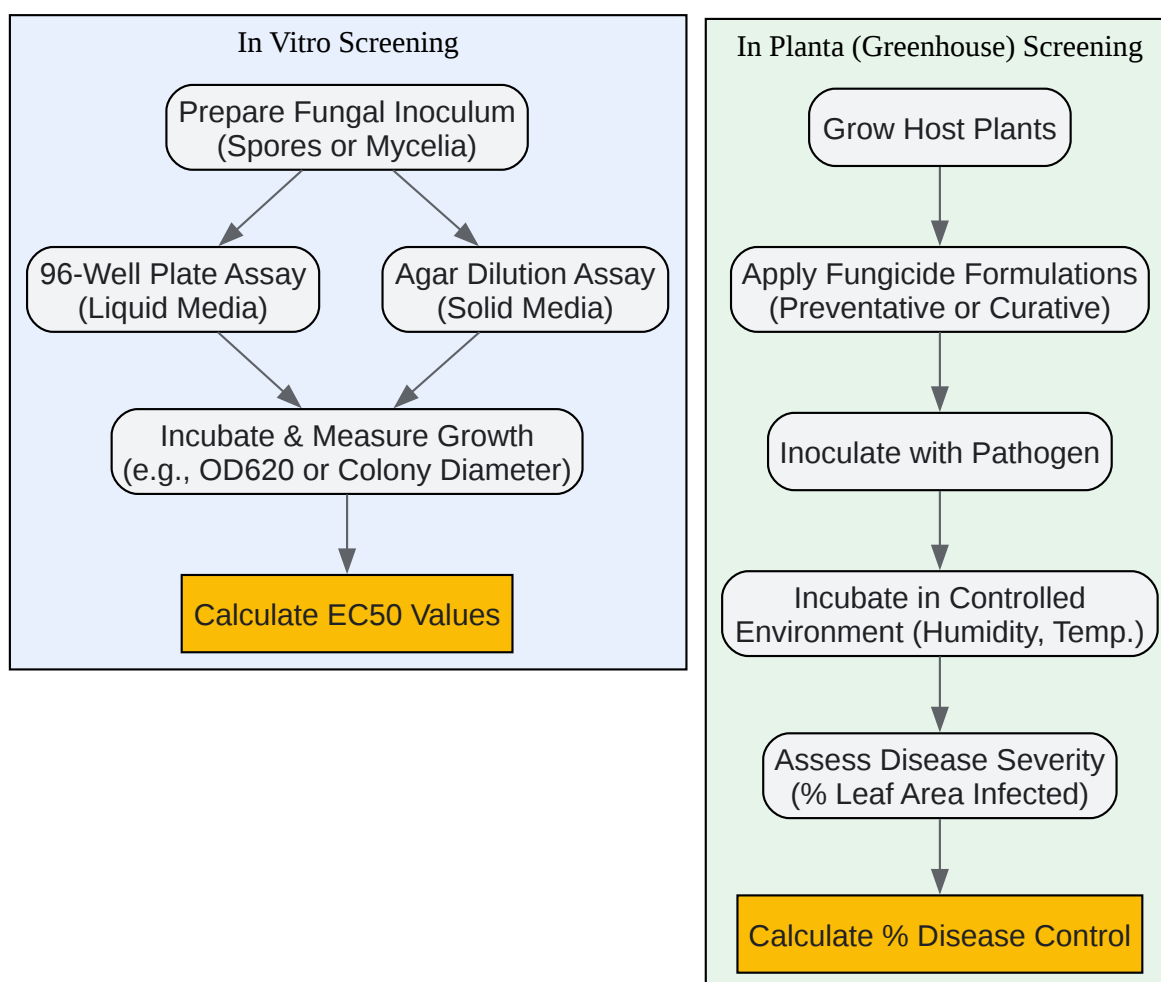 In Vitro Screening
Prepare Fungal Inoculum
(Spores or Mycelia)
96-Well Plate Assay
(Liquid Media)
Agar Dilution Assay
(Solid Media)
Incubate & Measure Growth
(e.g., OD620 or Colony Diameter)
Calculate EC50 Values
In Planta (Greenhouse) Screening
Grow Host Plants
Apply Fungicide Formulations
(Preventative or Curative)
Inoculate with Pathogen
Incubate in Controlled
Environment (Humidity, Temp.)
Assess Disease Severity
(% Leaf Area Infected)
Calculate % Disease Control